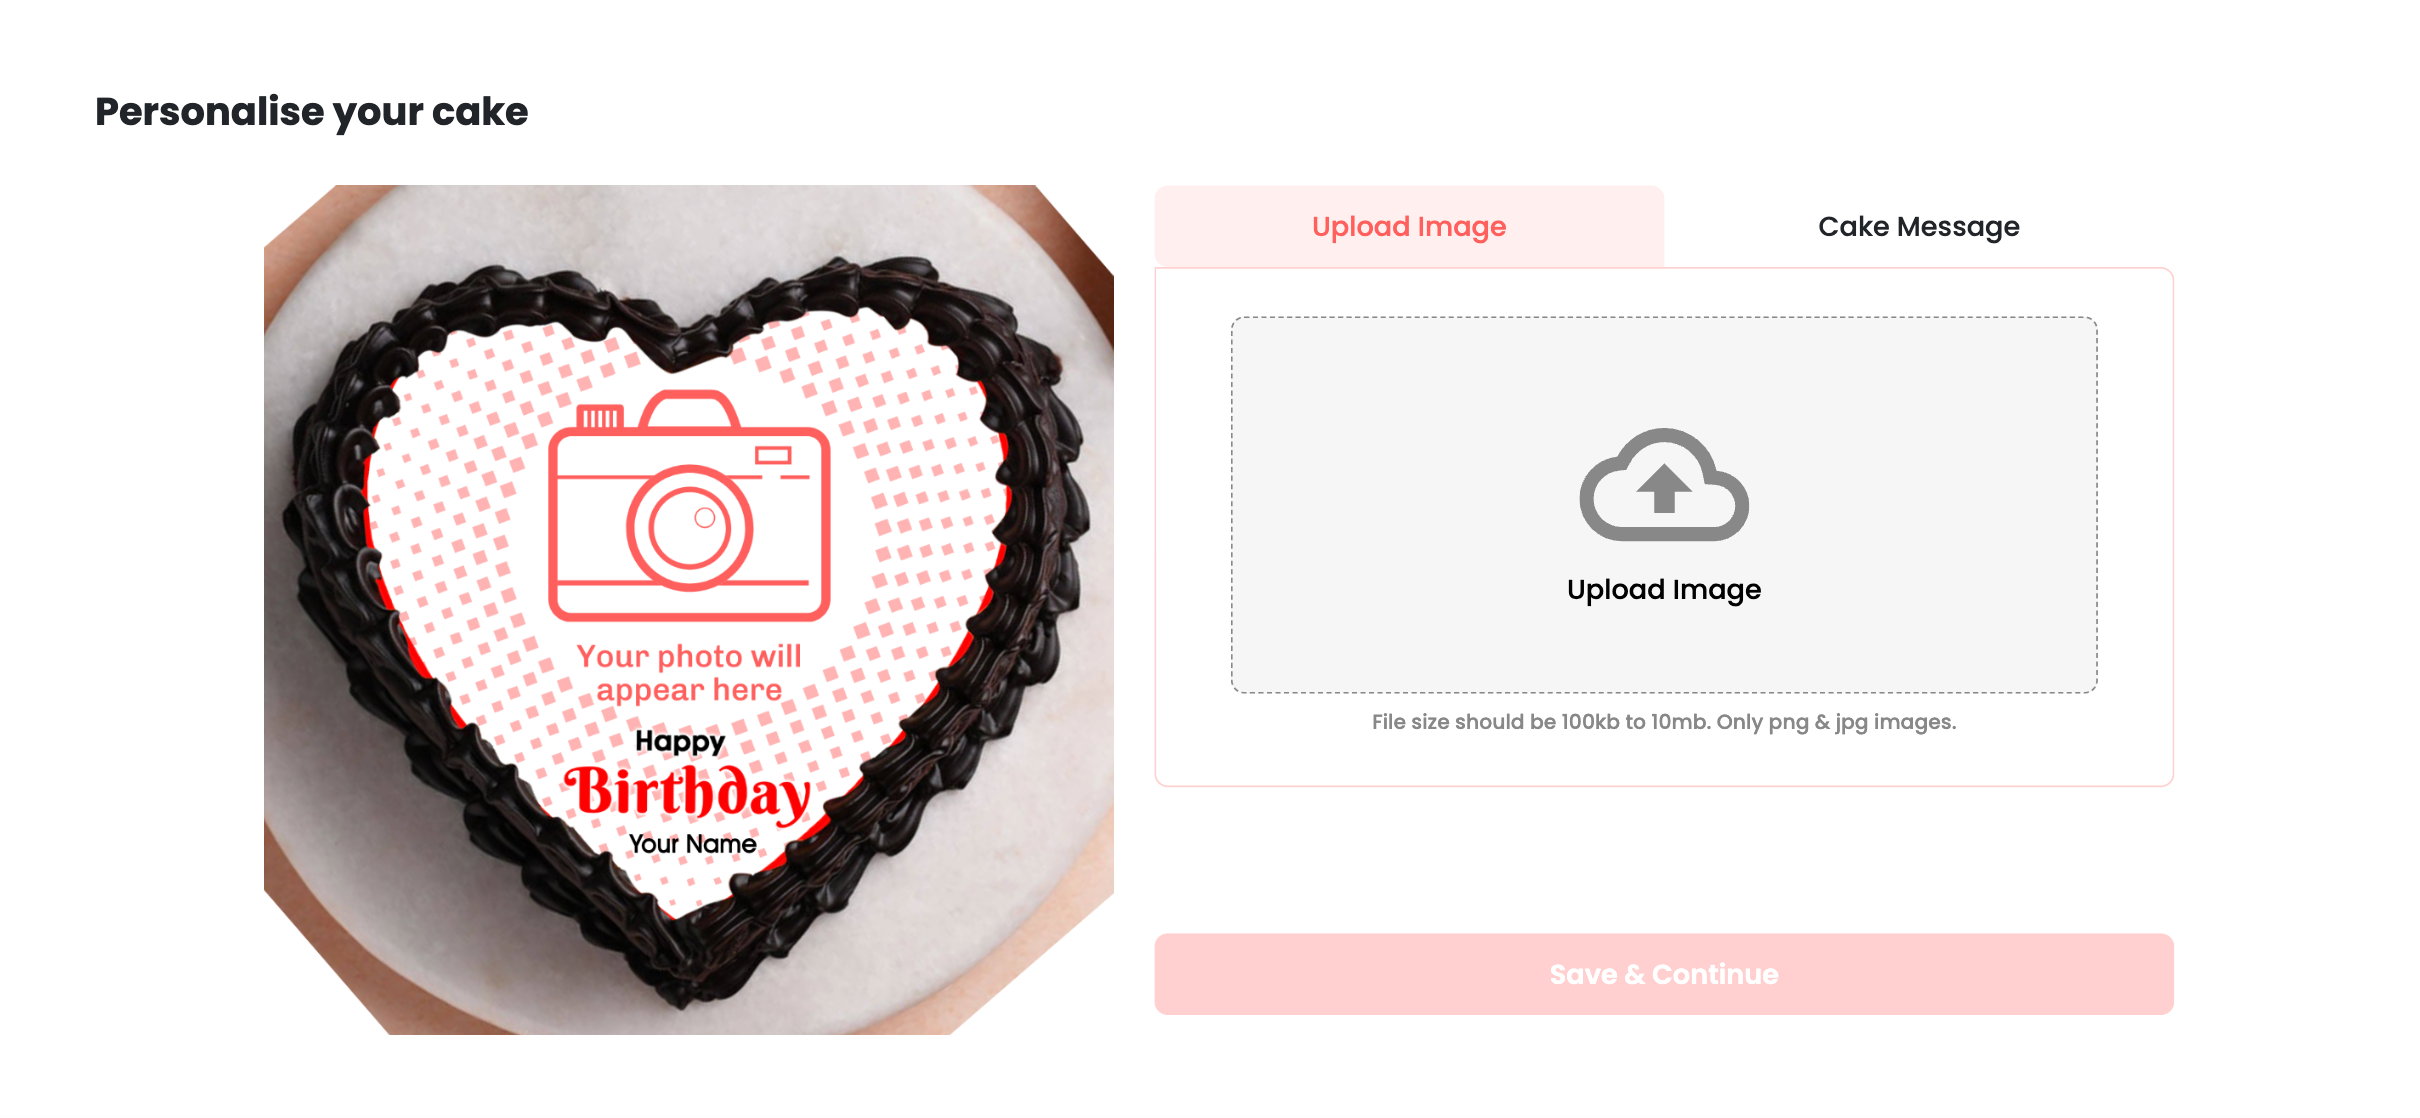 Personalise your cake
Your photo will
appear here
Happy
Birthday
Your Name
Upload Image
Cake Message
Upload Image
File size should be 100kb to 10mb. Only png & jpg images.
Save & Continue